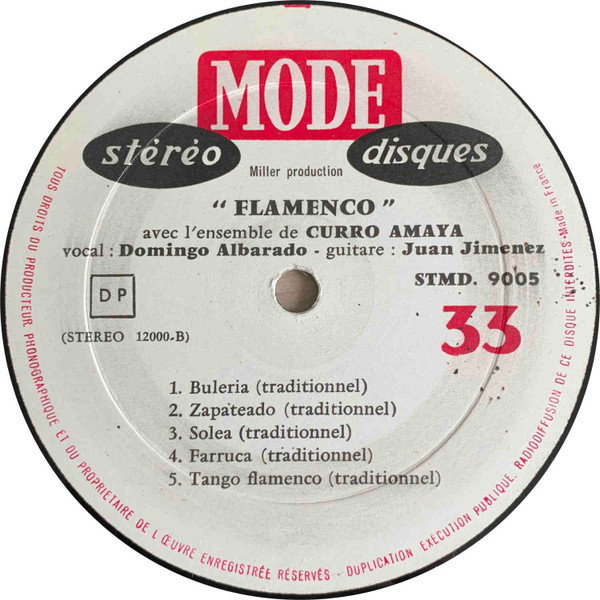 MODE
stéréo disques
Miller production
" FLAMENCO "
avec l'ensemble de CURRO AMAYA
vocal : Domingo Albarado - guitare : Juan Jimenez
DP
STMD. 9005
(STEREO 12000-B)
33
1. Buleria (traditionnel)
2. Zapateado (traditionnel)
3. Solea (traditionnel)
4. Farruca (traditionnel)
5. Tango flamenco (traditionnel)
TOUS DROITS DU PRODUCTEUR PHONOGRAPHIQUE ET DU PROPRIETAIRE DE L'ŒUVRE ENREGISTRÉE RÉSERVÉS - DUPLICATION EXÉCUTION PUBLIQUE, RADIODIFFUSION DE CE DISQUE INTERDITES-Made in France